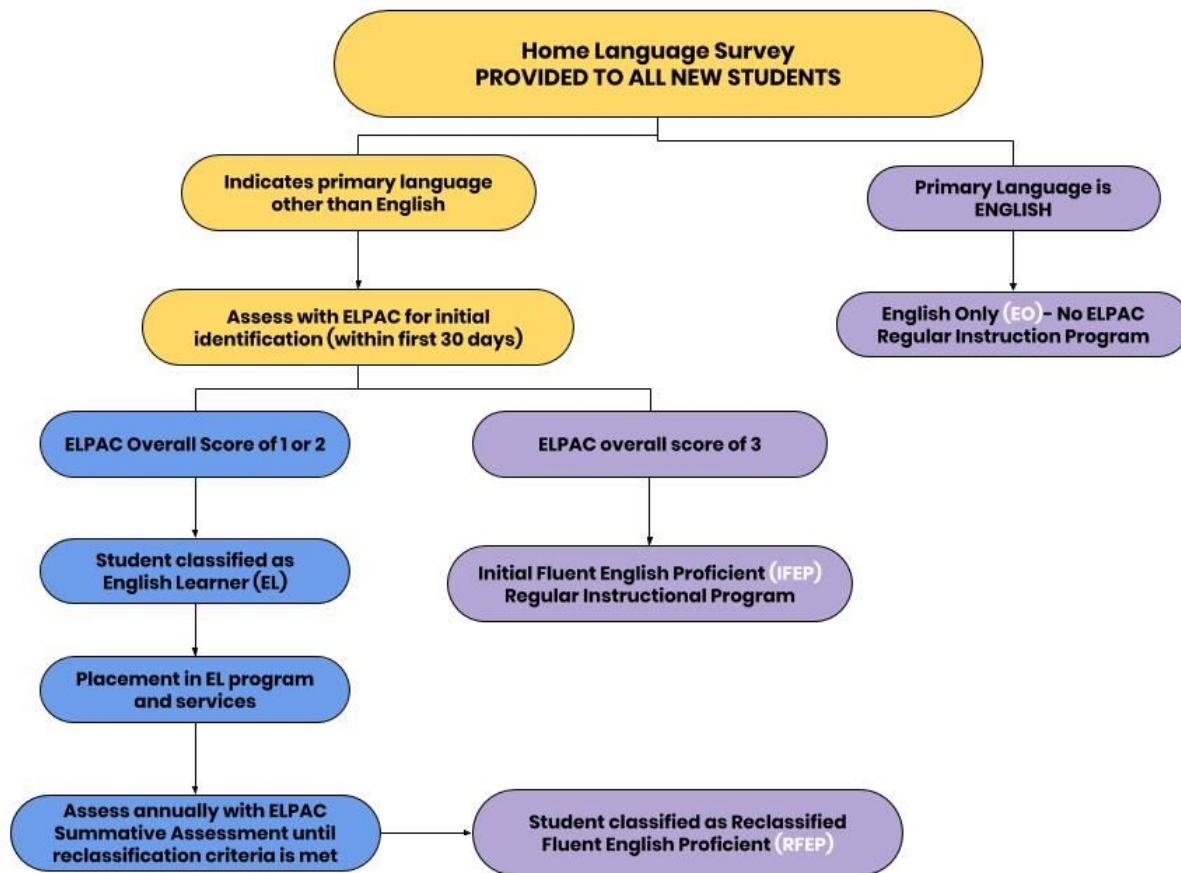 Home Language Survey
PROVIDED TO ALL NEW STUDENTS
Indicates primary language
other than English
Primary Language is
ENGLISH
Assess with ELPAC for initial
identification (within first 30 days)
English Only (EO)- No ELPAC
Regular Instruction Program
ELPAC Overall Score of 1 or 2
ELPAC overall score of 3
Student classified as
English Learner (EL)
Initial Fluent English Proficient (IFEP)
Regular Instructional Program
Placement in EL program
and services
Assess annually with ELPAC
Summative Assessment until
reclassification criteria is met
Student classified as Reclassified
Fluent English Proficient (RFEP)